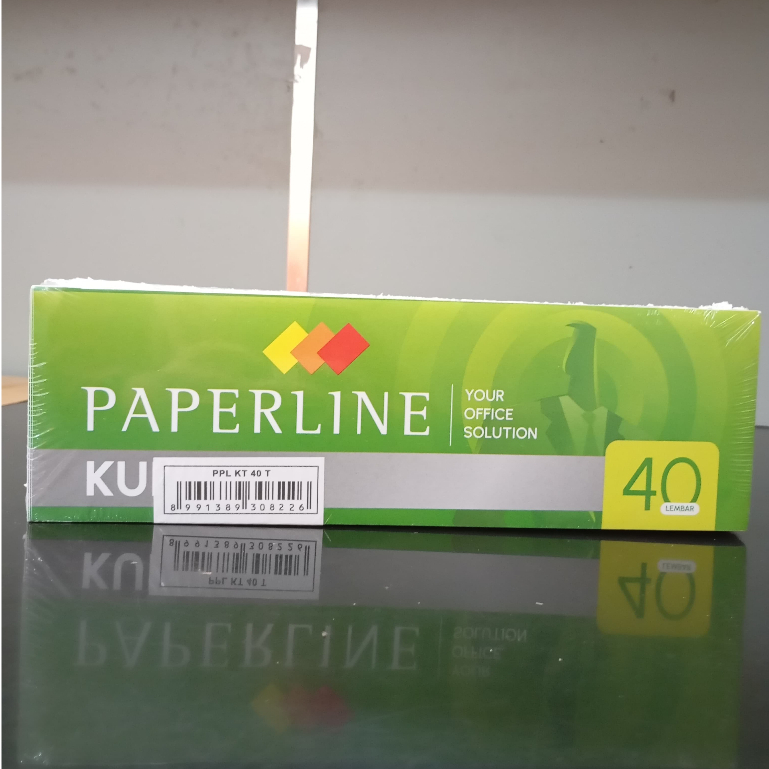 PAPERLINE
YOUR
OFFICE
SOLUTION
KU
PPL KT 40 T
8 991389 308226
40
LEMBAR